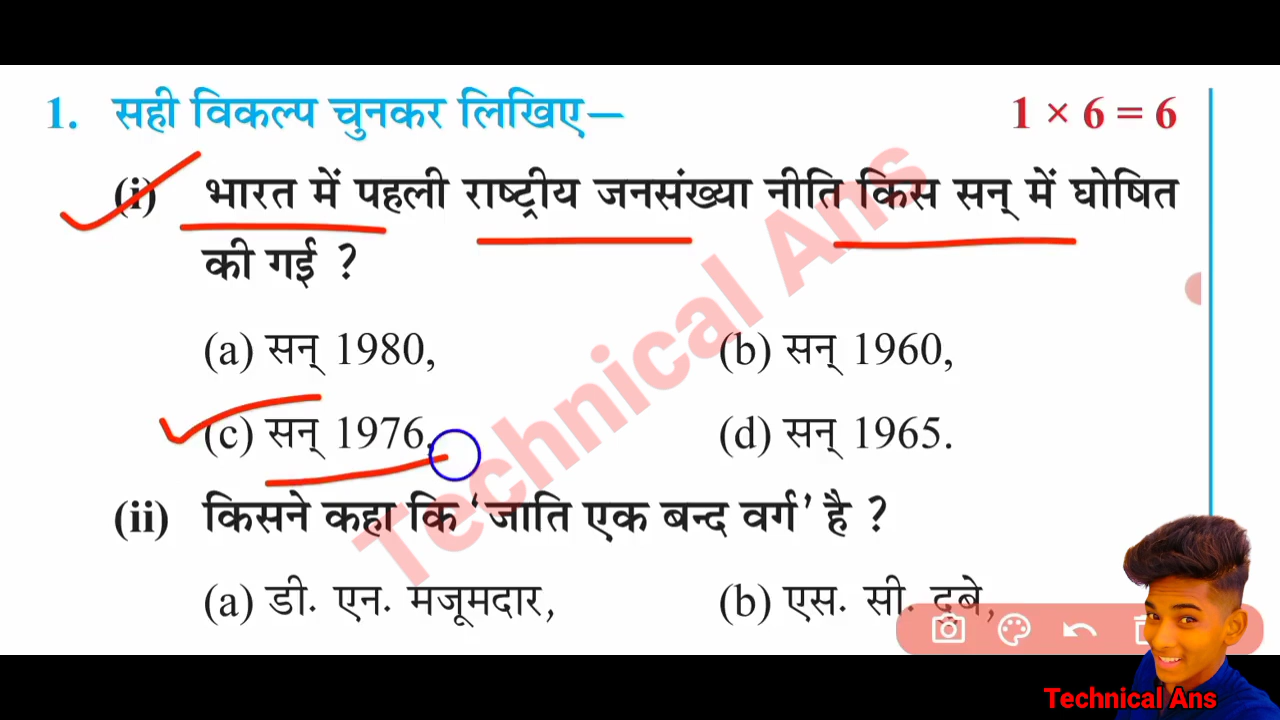 1. सही विकल्प चुनकर लिखिए— 1 × 6 = 6
(i) भारत में पहली राष्ट्रीय जनसंख्या नीति किस सन् में घोषित
की गई ?
(a) सन् 1980, (b) सन् 1960,
(c) सन् 1976, (d) सन् 1965.
(ii) किसने कहा कि ‘जाति एक बन्द वर्ग’ है ?
(a) डी. एन. मजूमदार, (b) एस. सी. दुबे,
Technical Ans
Technical Ans